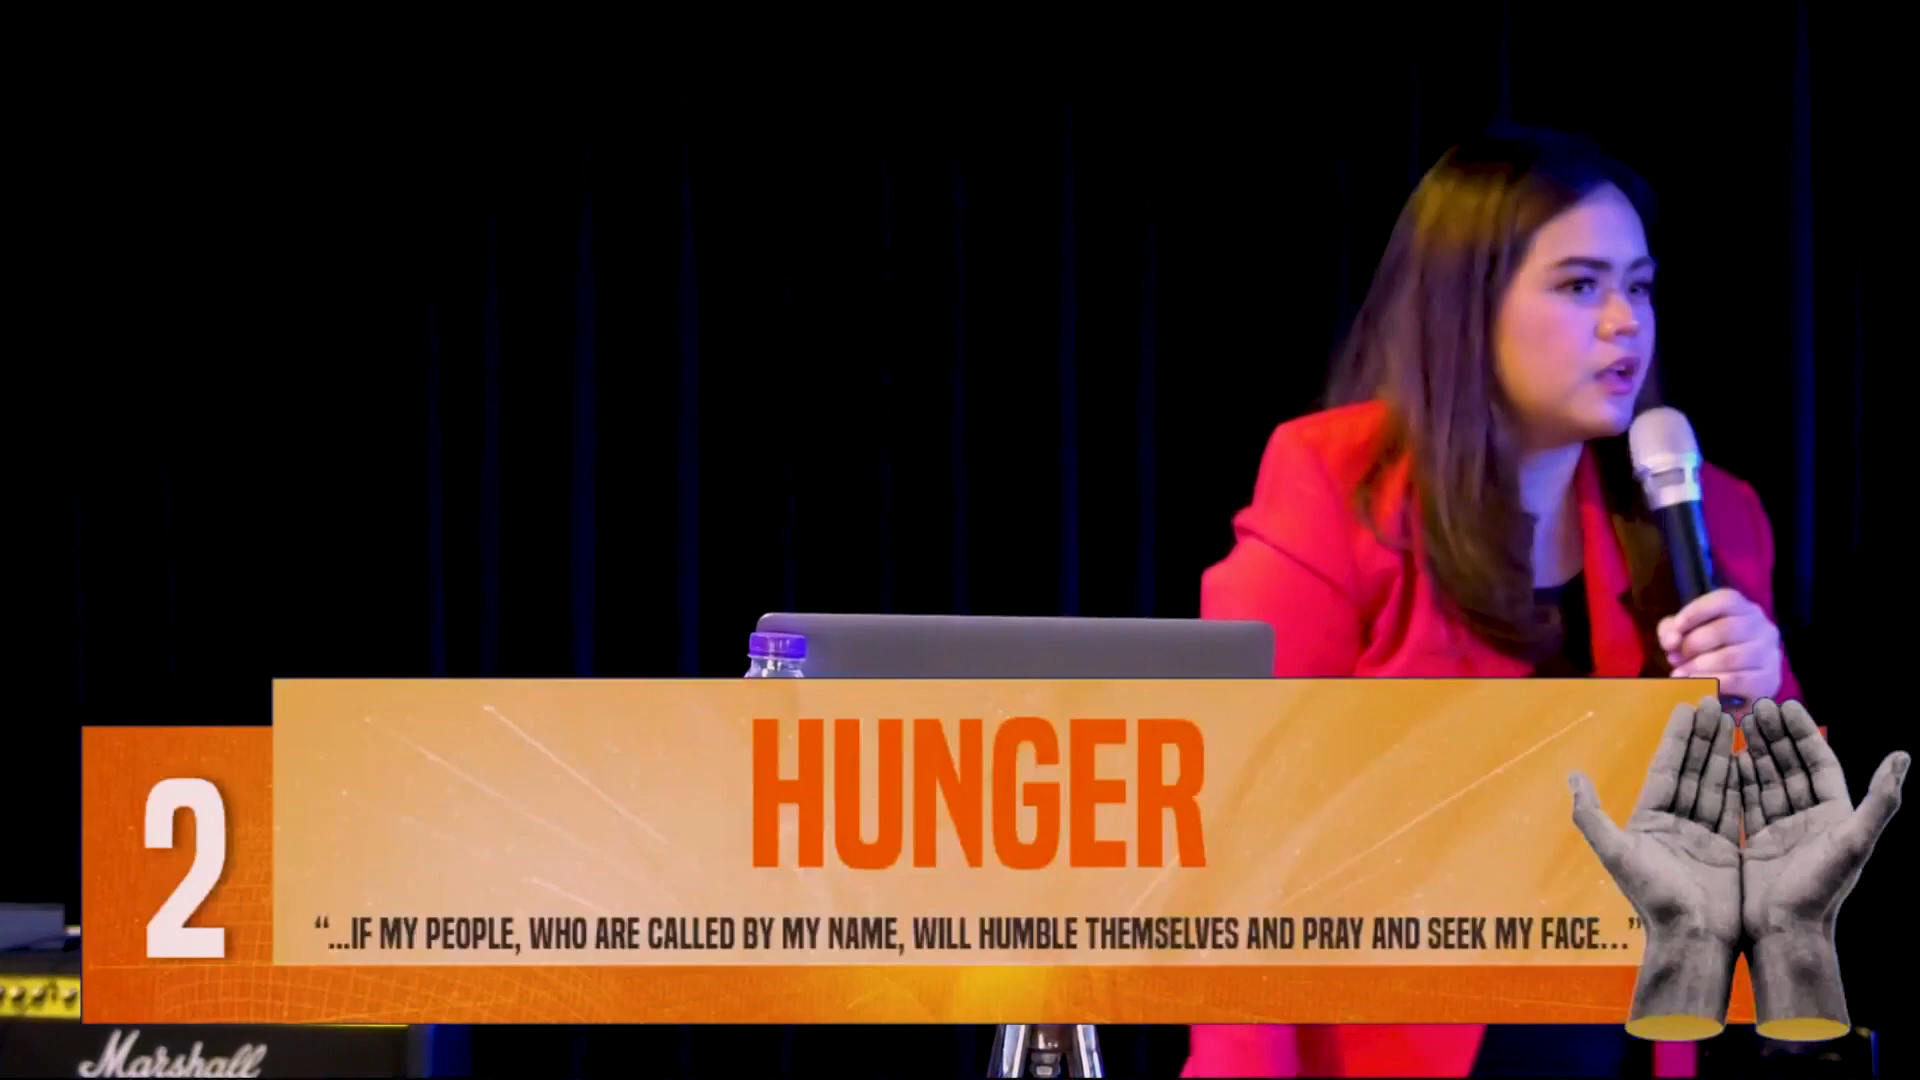 HUNGER
2
“...IF MY PEOPLE, WHO ARE CALLED BY MY NAME, WILL HUMBLE THEMSELVES AND PRAY AND SEEK MY FACE...”
Marshall